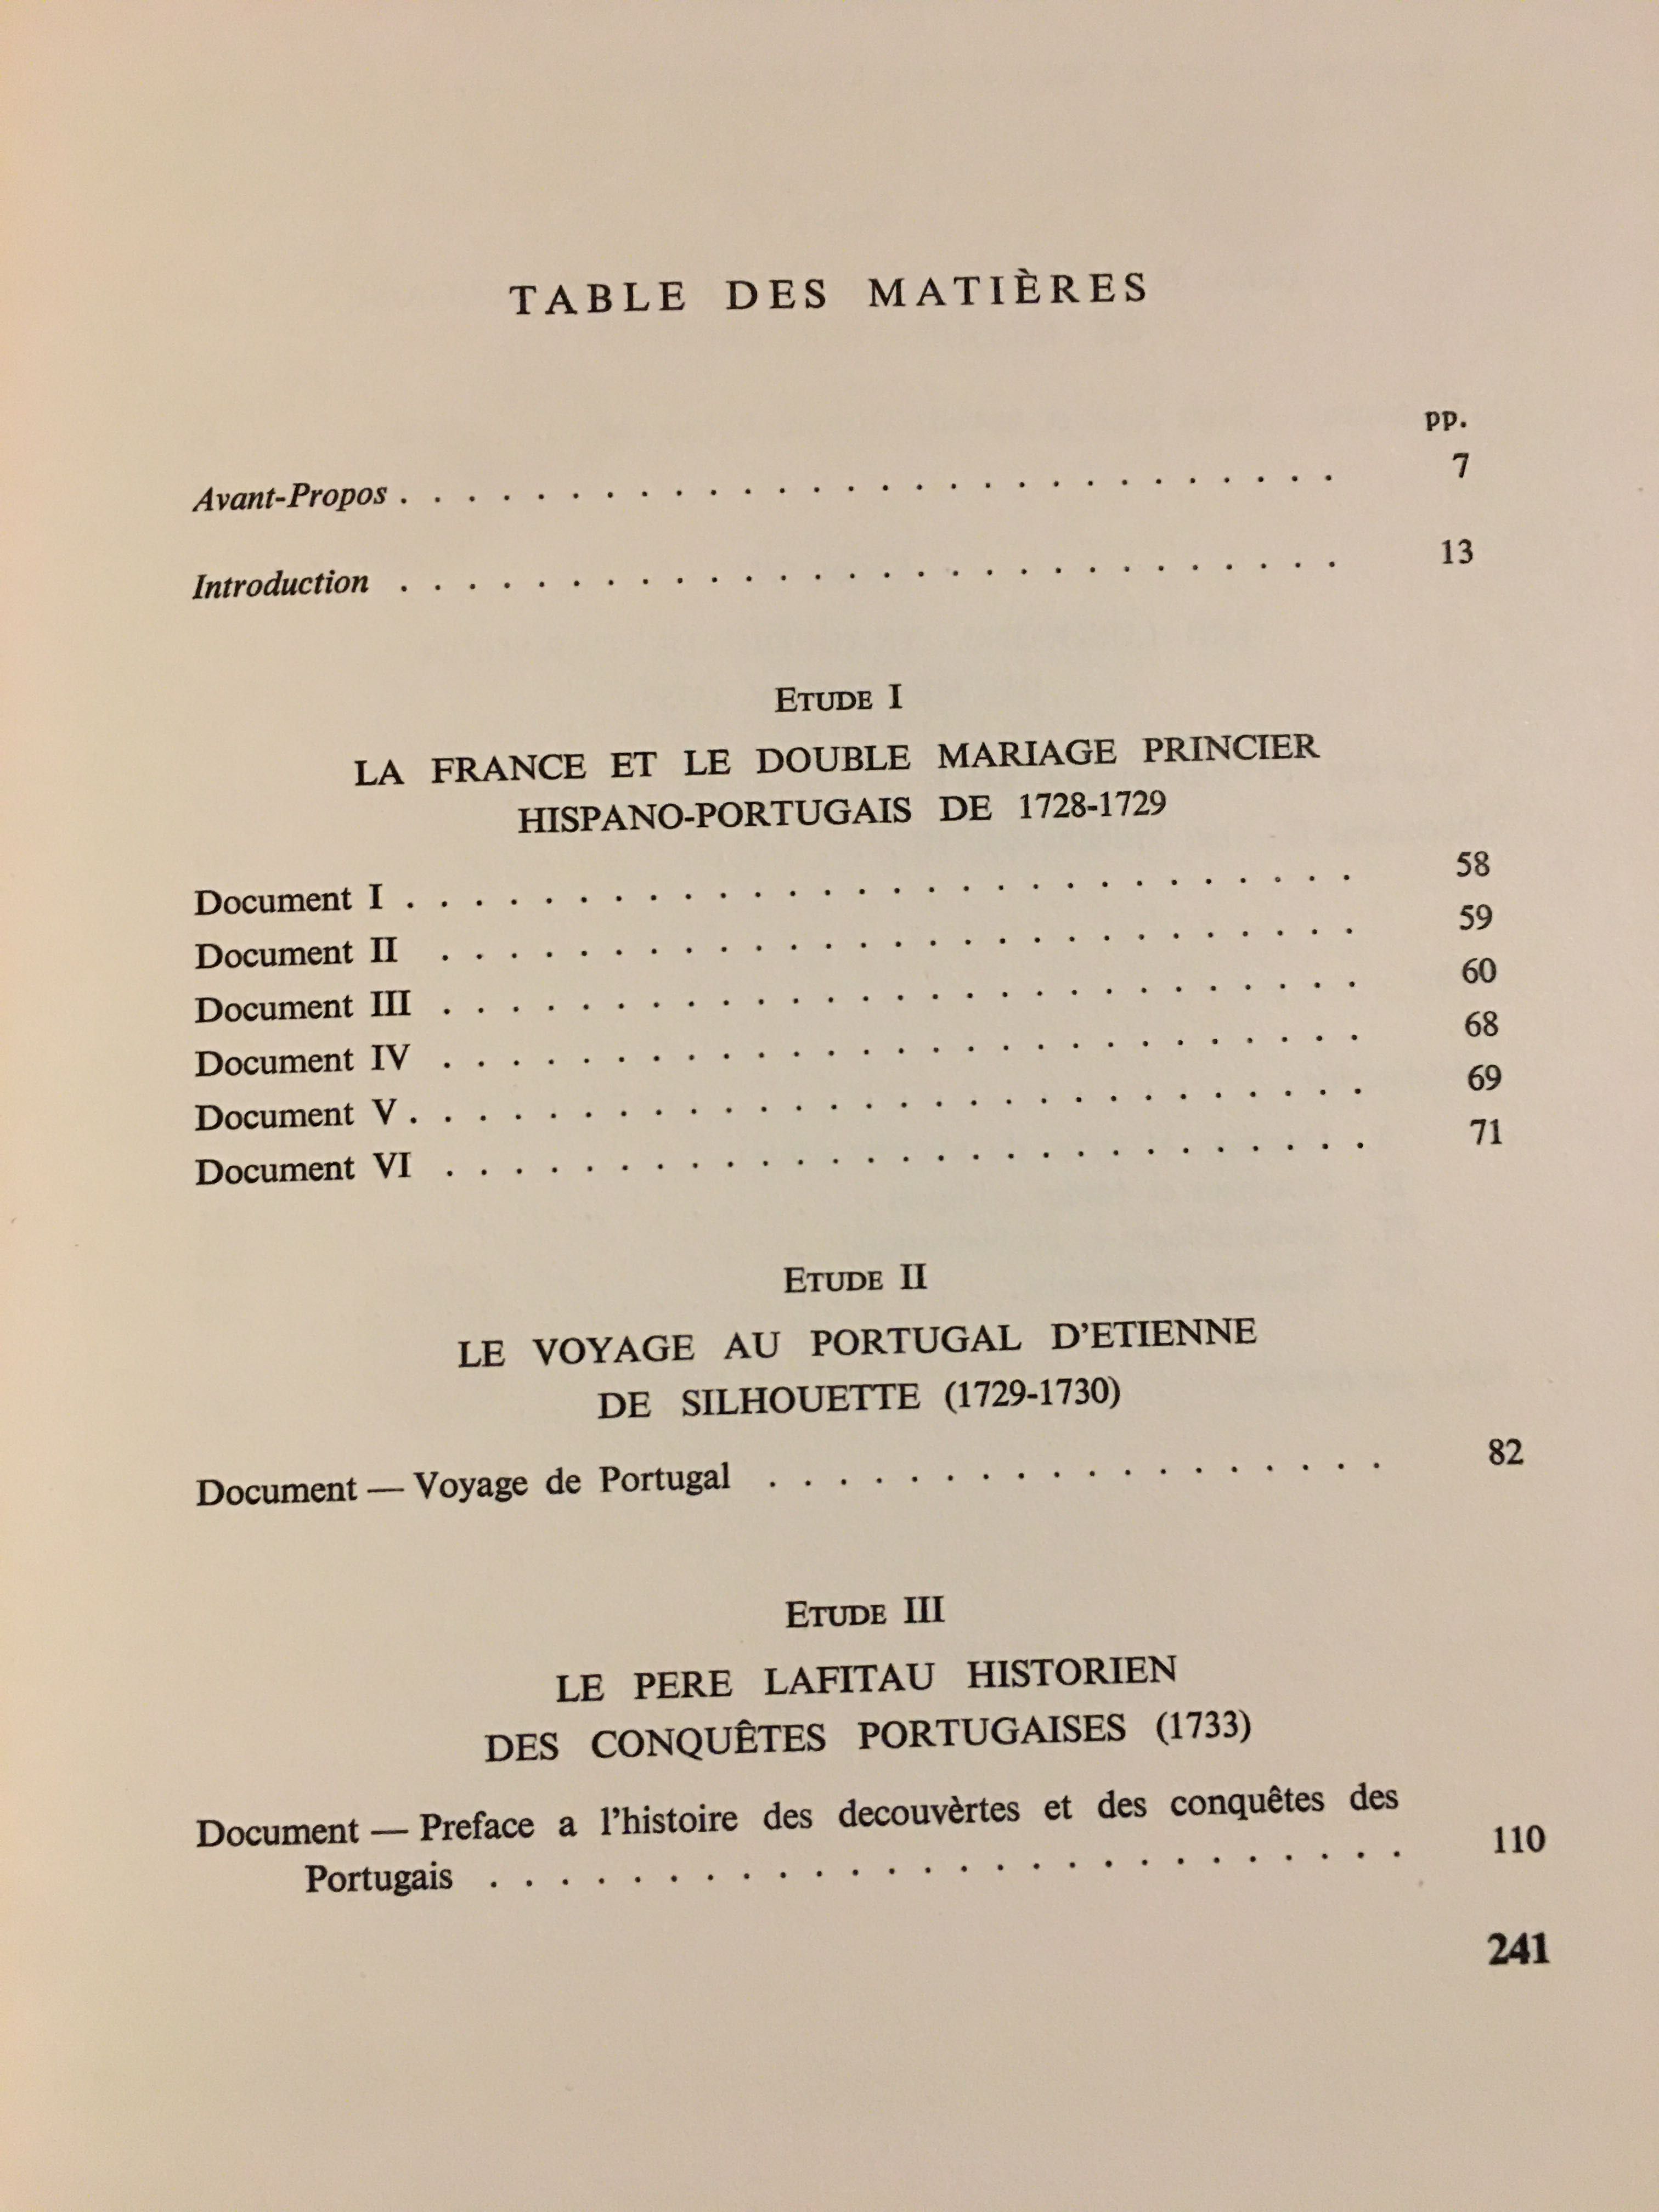 TABLE DES MATIÈRES
pp.
Avant-Propos . . . . . . . . . . . . . . . . . . . . . . . . . . . . 7
Introduction . . . . . . . . . . . . . . . . . . . . . . . . . . . . 13
ETUDE I
LA FRANCE ET LE DOUBLE MARIAGE PRINCIER
HISPANO-PORTUGAIS DE 1728-1729
Document I . . . . . . . . . . . . . . . . . . . . . . . . . . . . 58
Document II . . . . . . . . . . . . . . . . . . . . . . . . . . . 59
Document III . . . . . . . . . . . . . . . . . . . . . . . . . . . 60
Document IV . . . . . . . . . . . . . . . . . . . . . . . . . . . 68
Document V . . . . . . . . . . . . . . . . . . . . . . . . . . . . 69
Document VI . . . . . . . . . . . . . . . . . . . . . . . . . . . 71
ETUDE II
LE VOYAGE AU PORTUGAL D'ETIENNE
DE SILHOUETTE (1729-1730)
Document — Voyage de Portugal . . . . . . . . . . . . . . . . . . 82
ETUDE III
LE PERE LAFITAU HISTORIEN
DES CONQUÊTES PORTUGAISES (1733)
Document — Preface a l'histoire des decouvèrtes et des conquêtes des
Portugais . . . . . . . . . . . . . . . . . . . . . . . . . . 110
241